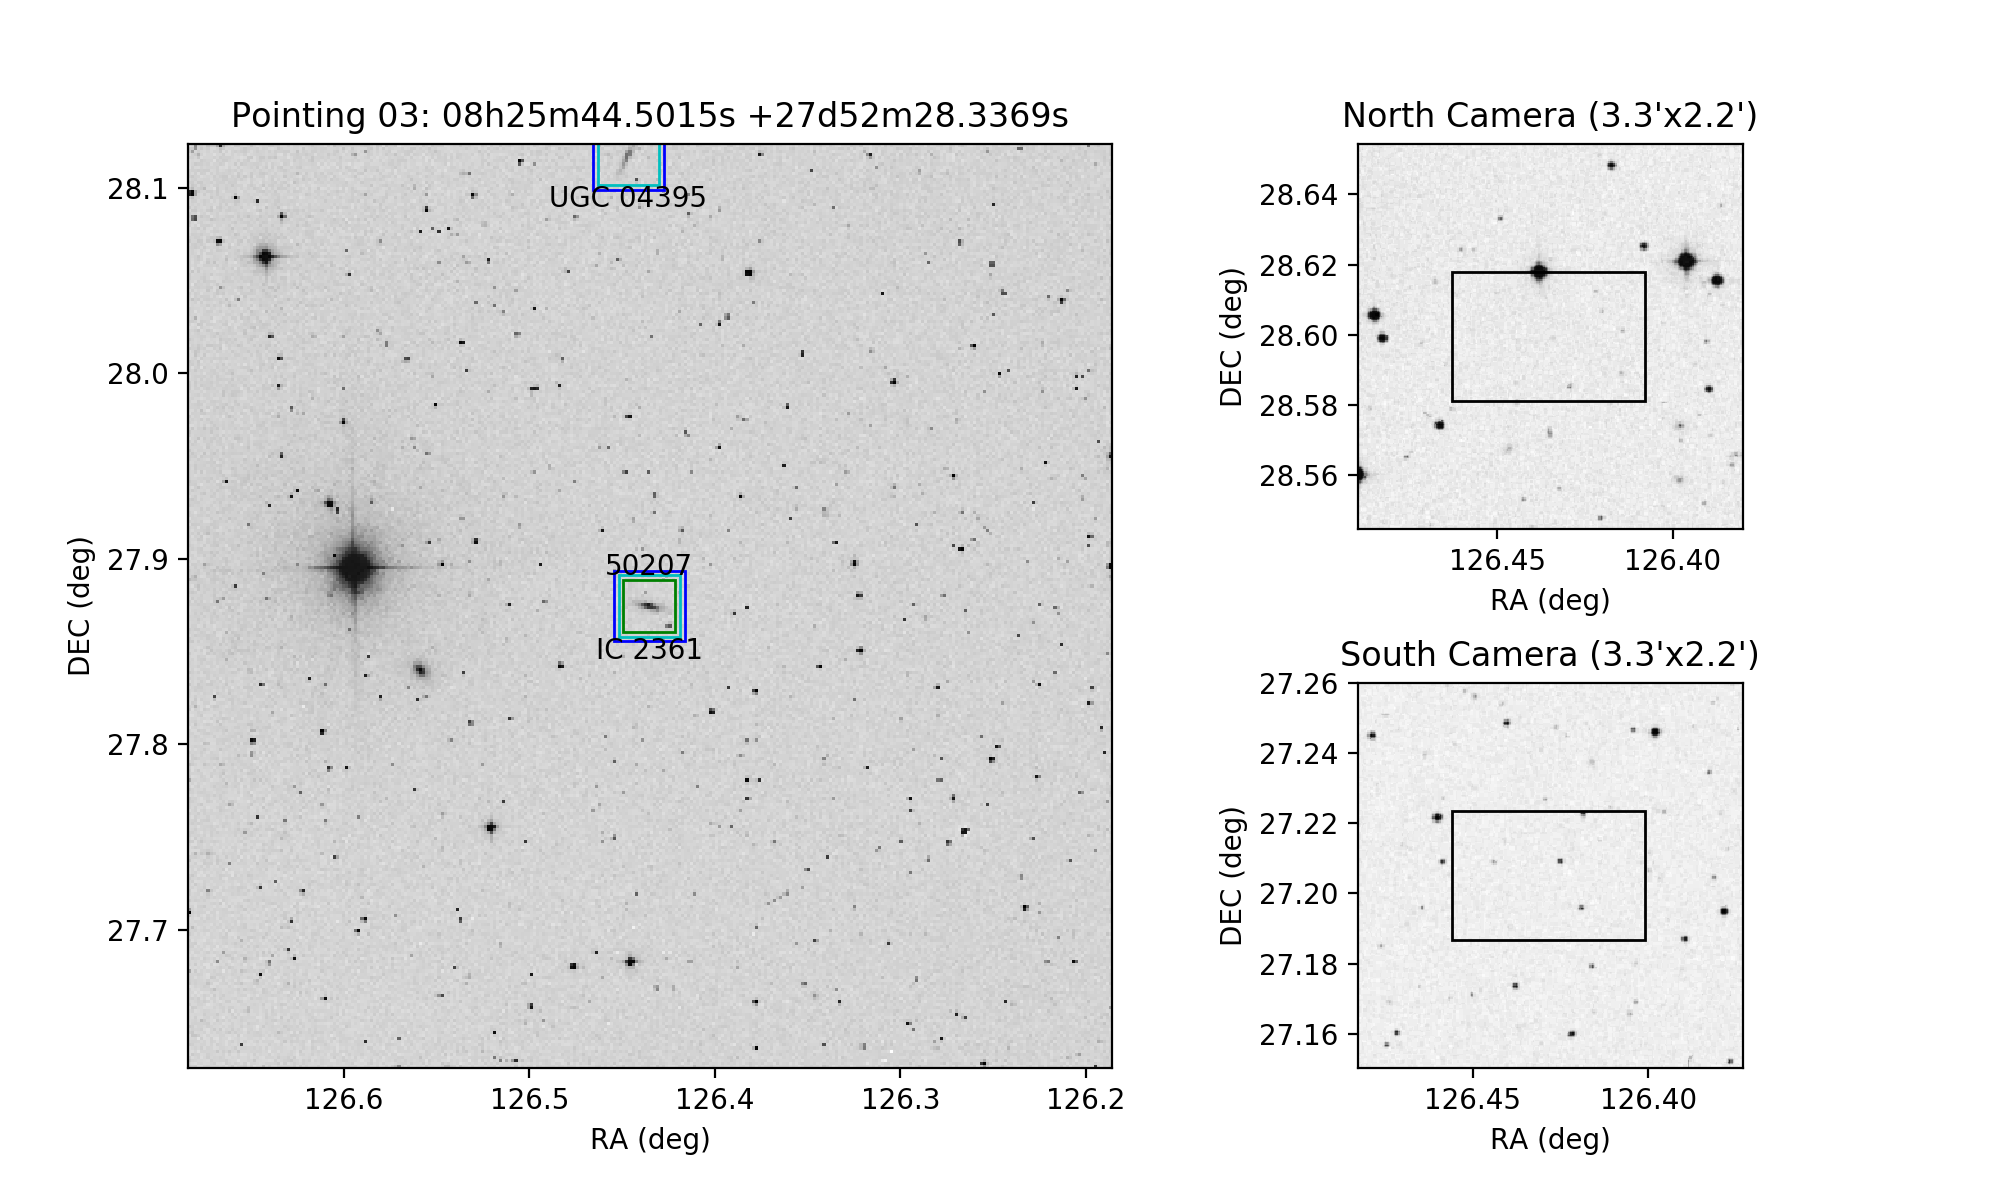 Pointing 03: 08h25m44.5015s +27d52m28.3369s
28.1
28.0
27.9
27.8
27.7
DEC (deg)
UGC 04395
50207
IC 2361
126.6 126.5 126.4 126.3 126.2
RA (deg)
North Camera (3.3'x2.2')
28.64
28.62
28.60
28.58
28.56
DEC (deg)
126.45 126.40
RA (deg)
South Camera (3.3'x2.2')
27.26
27.24
27.22
27.20
27.18
27.16
DEC (deg)
126.45 126.40
RA (deg)